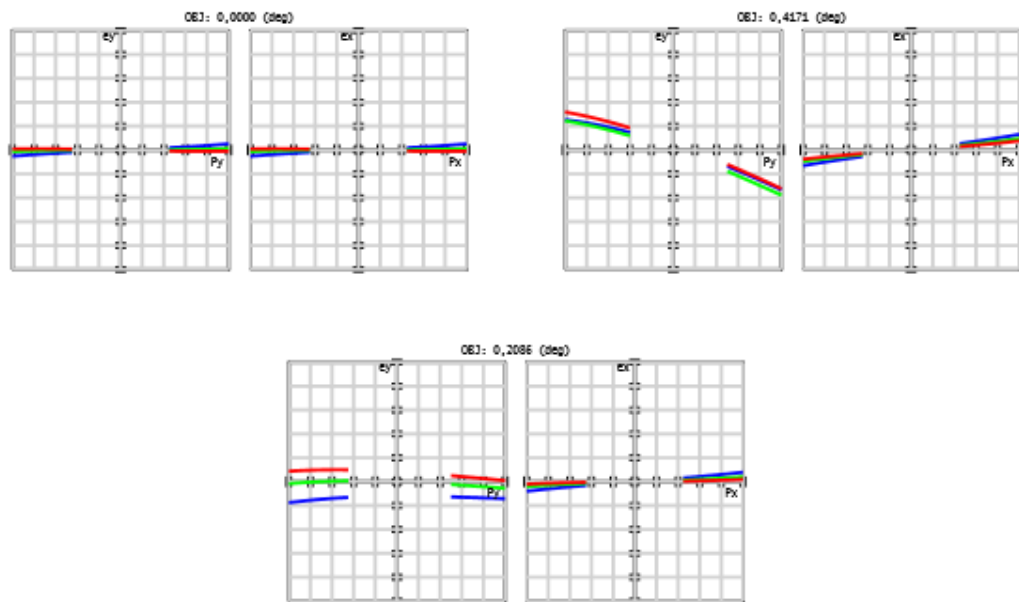 OBJ: 0,0000 (deg)
ey
Py
ex
Px
OBJ: 0,4171 (deg)
ey
Py
ex
Px
OBJ: 0,2086 (deg)
ey
Py
ex
Px